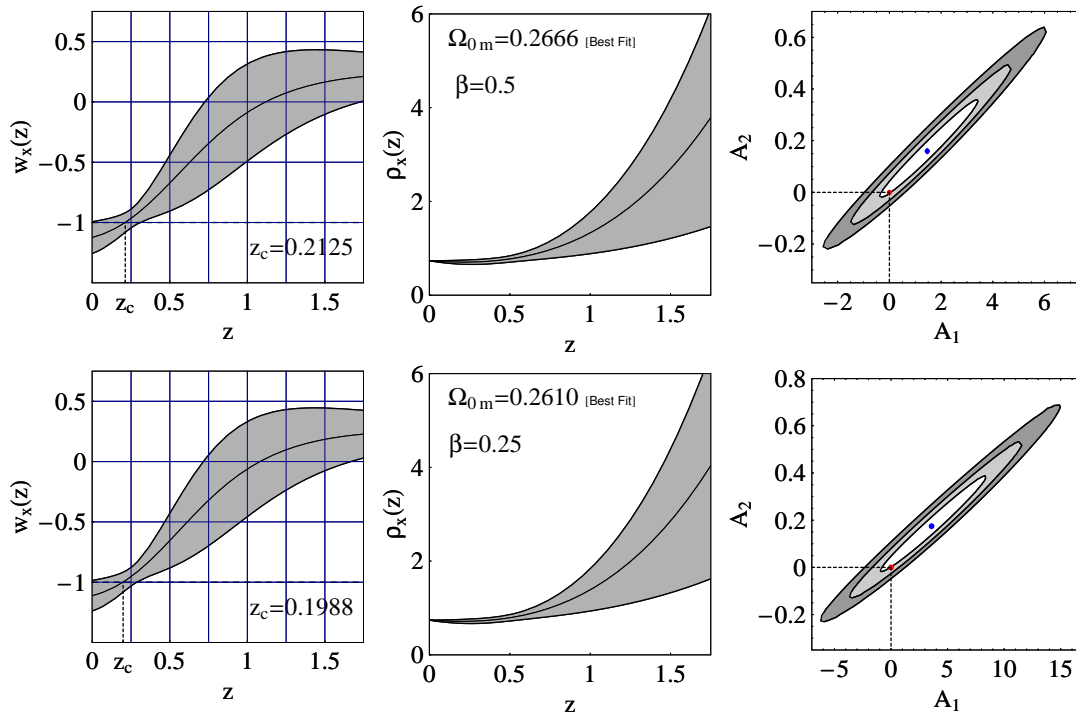 0.5
0
−0.5
−1
w_x(z)
z_c=0.2125
0 z_c 0.5 1 1.5
z
6
4
2
0
ρ_x(z)
Ω_0 m=0.2666 [Best Fit]
β=0.5
0 0.5 1 1.5
z
0.6
0.4
0.2
0
−0.2
A_2
−2 0 2 4 6
A_1
0.5
0
−0.5
−1
w_x(z)
z_c=0.1988
0 z_c 0.5 1 1.5
z
6
4
2
0
ρ_x(z)
Ω_0 m=0.2610 [Best Fit]
β=0.25
0 0.5 1 1.5
z
0.8
0.6
0.4
0.2
0
−0.2
A_2
−5 0 5 10 15
A_1